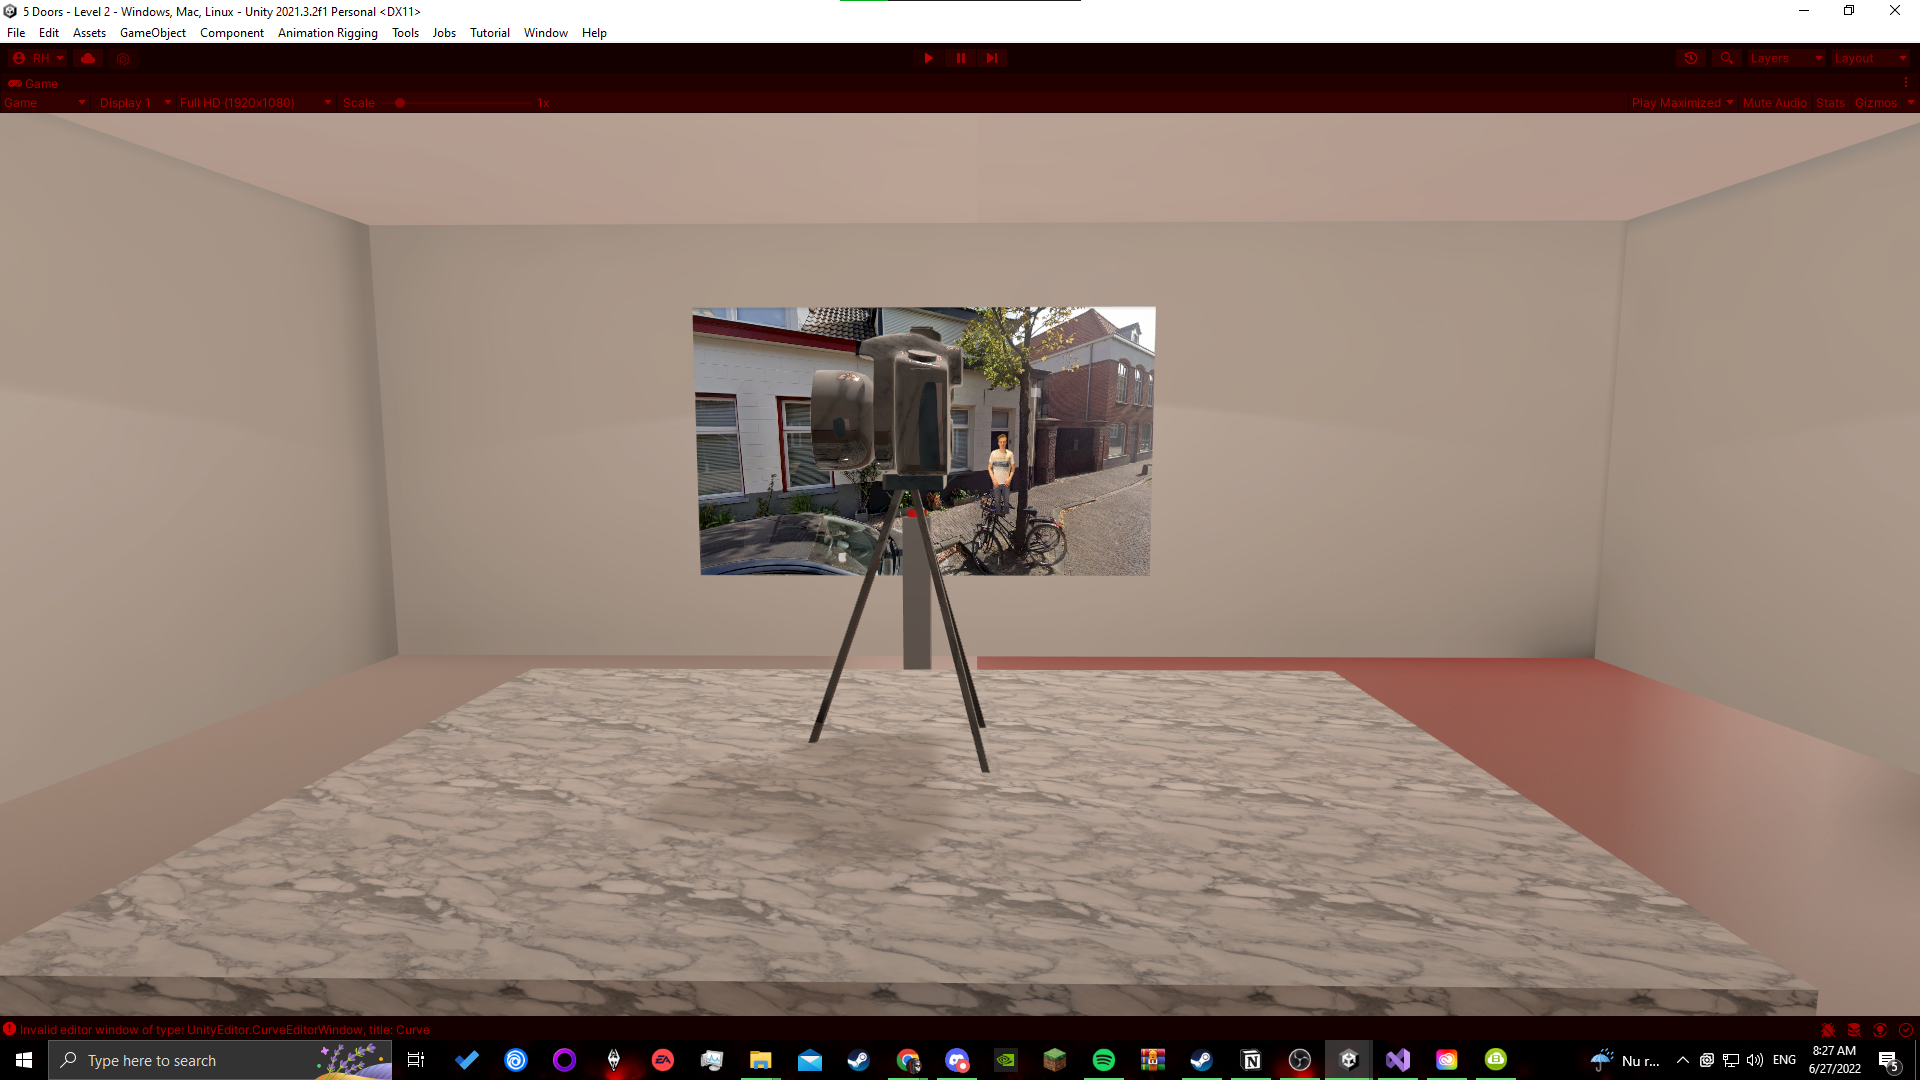 5 Doors - Level 2 - Windows, Mac, Linux - Unity 2021.3.2f1 Personal <DX11>
File Edit Assets GameObject Component Animation Rigging Tools Jobs Tutorial Window Help
RH Layers Layout
Game
Game Display 1 Full HD (1920x1080) Scale 1x Play Maximized Mute Audio Stats Gizmos
Invalid editor window of type: UnityEditor.CurveEditorWindow, title: Curve
Type here to search EA N Nu r... ENG 8:27 AM
6/27/2022 5